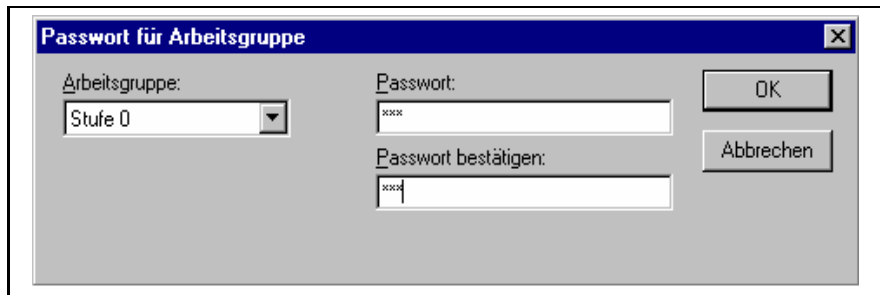 Passwort für Arbeitsgruppe
Arbeitsgruppe:
Stufe 0
Passwort:
***
Passwort bestätigen:
***
OK
Abbrechen